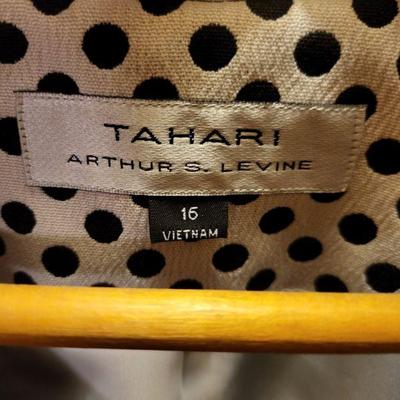 TAHARI
ARTHUR S. LEVINE
16
VIETNAM